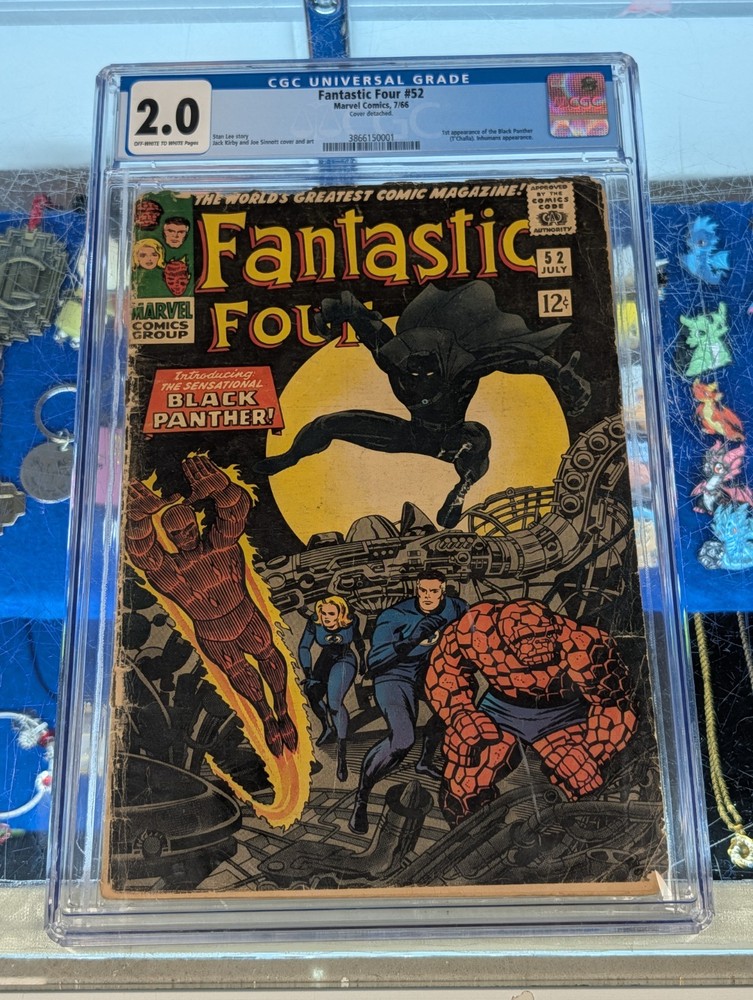 CGC UNIVERSAL GRADE
2.0
OFF-WHITE TO WHITE Pages
Fantastic Four #52
Marvel Comics, 7/66
Cover detached.
Stan Lee story
Jack Kirby and Joe Sinnott cover and art
3866150001
1st appearance of the Black Panther
(T'Challa). Inhumans appearance.
CGC
THE WORLD'S GREATEST COMIC MAGAZINE!
APPROVED
BY THE
COMICS
CODE
AUTHORITY
Fantastic
Four
52
JULY
12¢
MARVEL
COMICS
GROUP
Introducing
THE SENSATIONAL
BLACK
PANTHER!